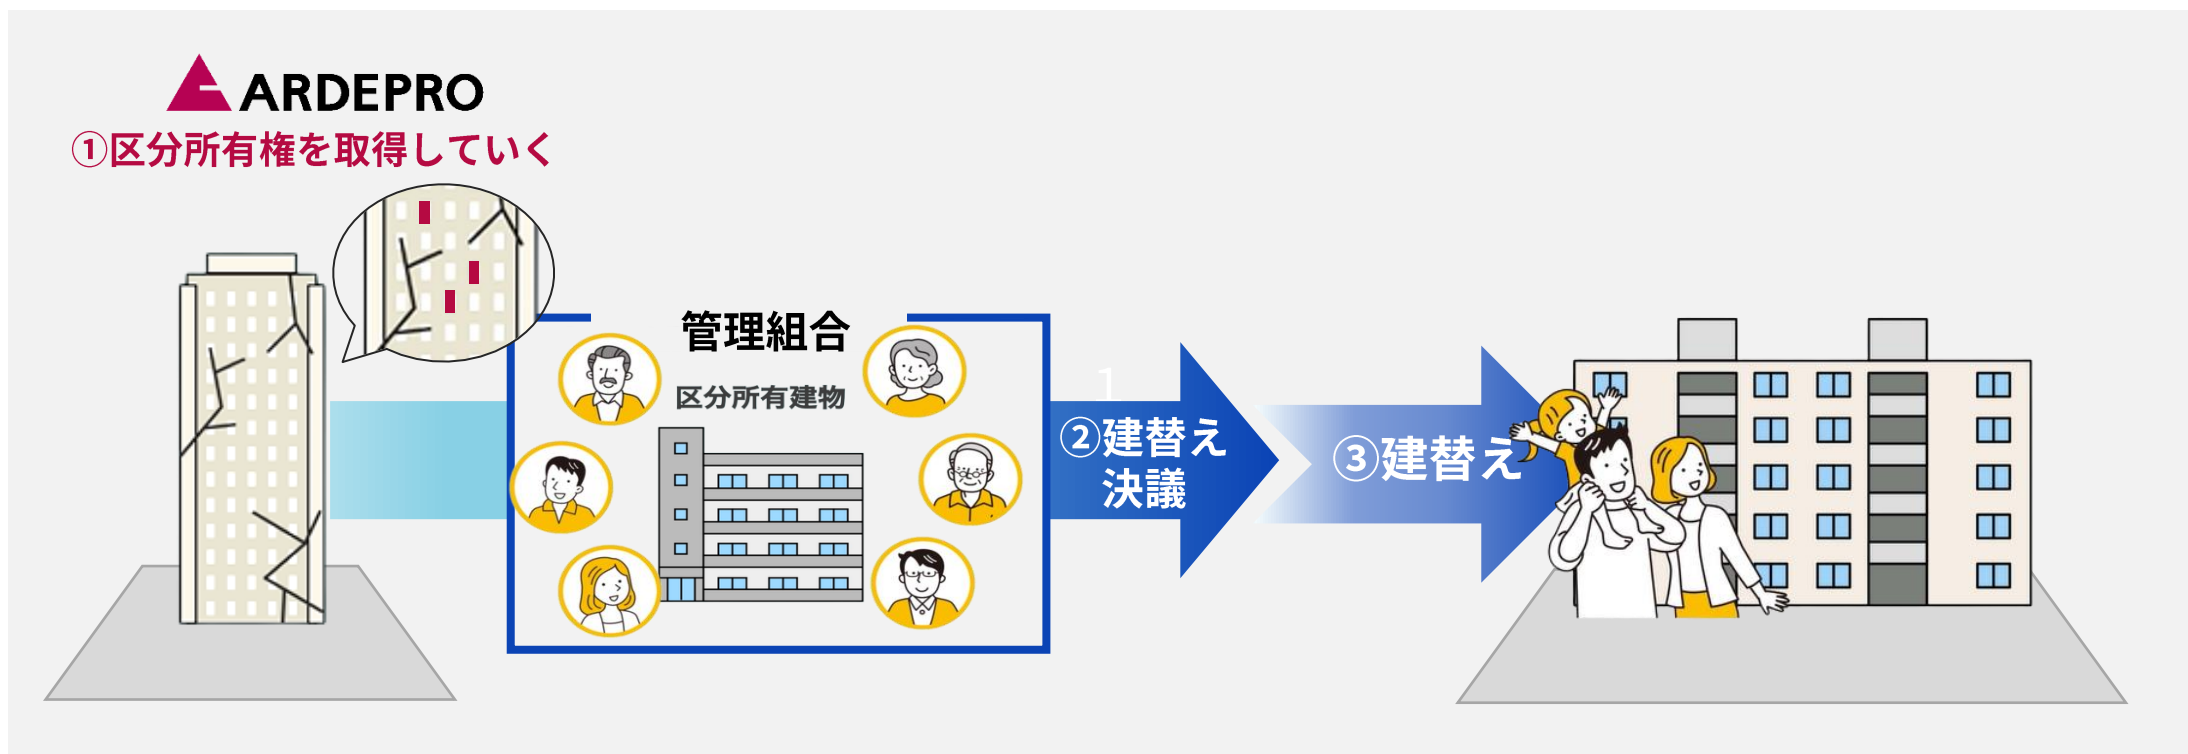 ARDEPRO
①区分所有権を取得していく
管理組合
区分所有建物
1
②建替え
決議
③建替え